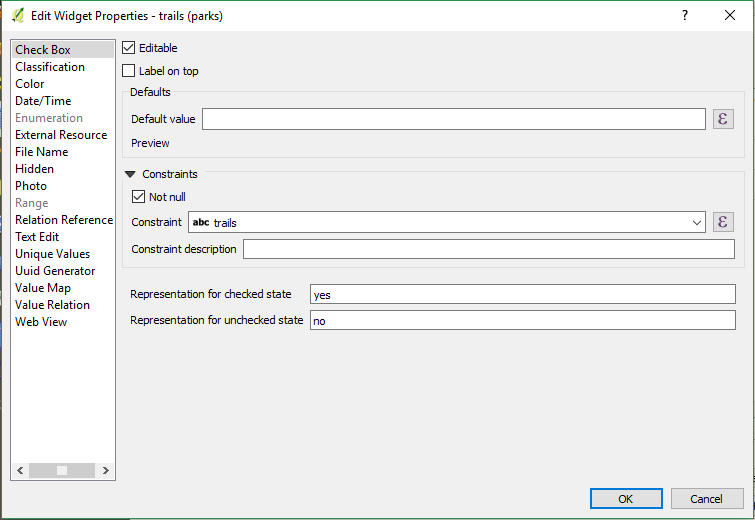 Edit Widget Properties - trails (parks)
?
Check Box
Classification
Color
Date/Time
Enumeration
External Resource
File Name
Hidden
Photo
Range
Relation Reference
Text Edit
Unique Values
Uuid Generator
Value Map
Value Relation
Web View
Editable
Label on top
Defaults
Default value
ε
Preview
Constraints
Not null
Constraint abc trails
ε
Constraint description
Representation for checked state yes
Representation for unchecked state no
OK Cancel